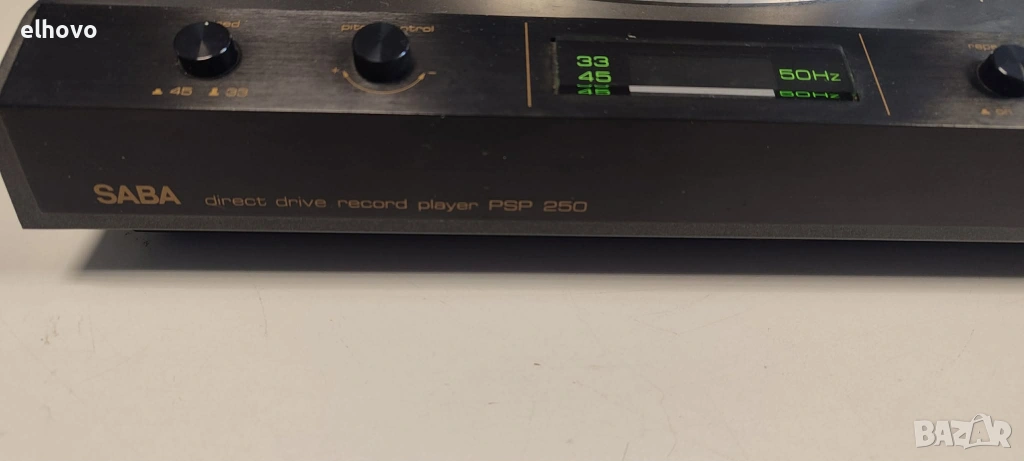 elhovo
pitch control
+ -
45 33
33
45
45
50Hz
50Hz
SABA direct drive record player PSP 250
BAZAR